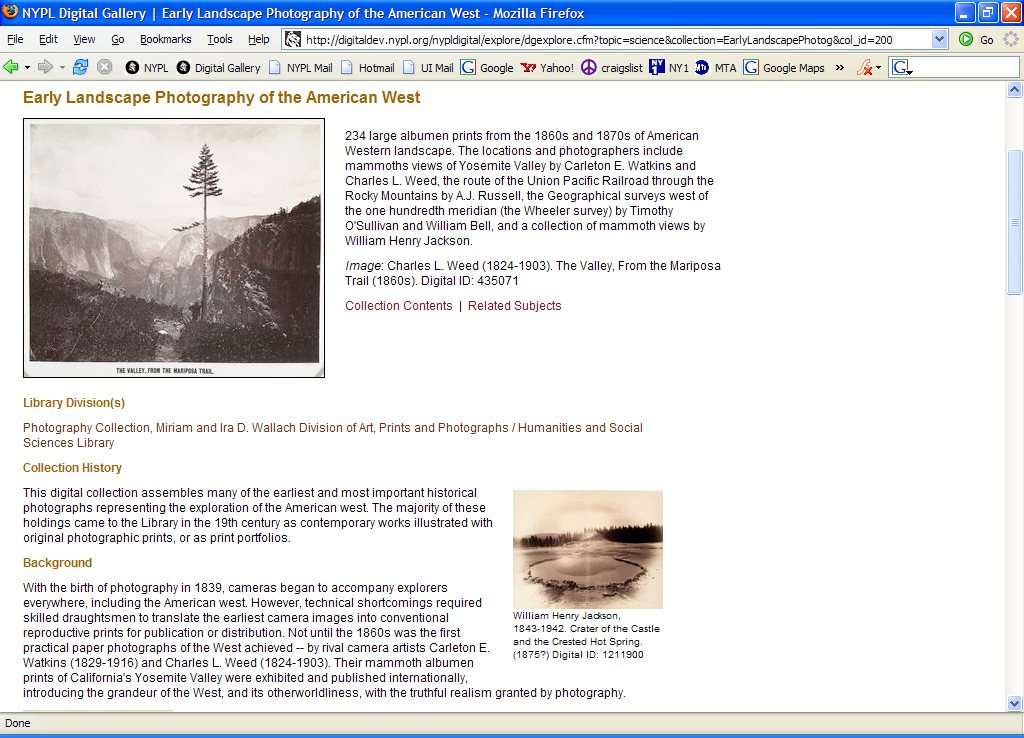 NYPL Digital Gallery | Early Landscape Photography of the American West - Mozilla Firefox
File Edit View Go Bookmarks Tools Help
http://digitaldev.nypl.org/nypldigital/explore/dgexplore.cfm?topic=science&collection=EarlyLandscapePhotog&col_id=200
Go
NYPL Digital Gallery NYPL Mail Hotmail UI Mail Google Yahoo! craigslist NY1 MTA Google Maps »
Early Landscape Photography of the American West
THE VALLEY, FROM THE MARIPOSA TRAIL.
234 large albumen prints from the 1860s and 1870s of American
Western landscape. The locations and photographers include
mammoths views of Yosemite Valley by Carleton E. Watkins and
Charles L. Weed, the route of the Union Pacific Railroad through the
Rocky Mountains by A.J. Russell, the Geographical surveys west of
the one hundredth meridian (the Wheeler survey) by Timothy
O'Sullivan and William Bell, and a collection of mammoth views by
William Henry Jackson.
Image: Charles L. Weed (1824-1903). The Valley, From the Mariposa
Trail (1860s). Digital ID: 435071
Collection Contents | Related Subjects
Library Division(s)
Photography Collection, Miriam and Ira D. Wallach Division of Art, Prints and Photographs / Humanities and Social
Sciences Library
Collection History
This digital collection assembles many of the earliest and most important historical
photographs representing the exploration of the American west. The majority of these
holdings came to the Library in the 19th century as contemporary works illustrated with
original photographic prints, or as print portfolios.
Background
With the birth of photography in 1839, cameras began to accompany explorers
everywhere, including the American west. However, technical shortcomings required
skilled draughtsmen to translate the earliest camera images into conventional
reproductive prints for publication or distribution. Not until the 1860s was the first
practical paper photographs of the West achieved -- by rival camera artists Carleton E.
Watkins (1829-1916) and Charles L. Weed (1824-1903). Their mammoth albumen
prints of California's Yosemite Valley were exhibited and published internationally,
introducing the grandeur of the West, and its otherworldliness, with the truthful realism granted by photography.
William Henry Jackson,
1843-1942. Crater of the Castle
and the Crested Hot Spring.
(1875?) Digital ID: 1211900
Done